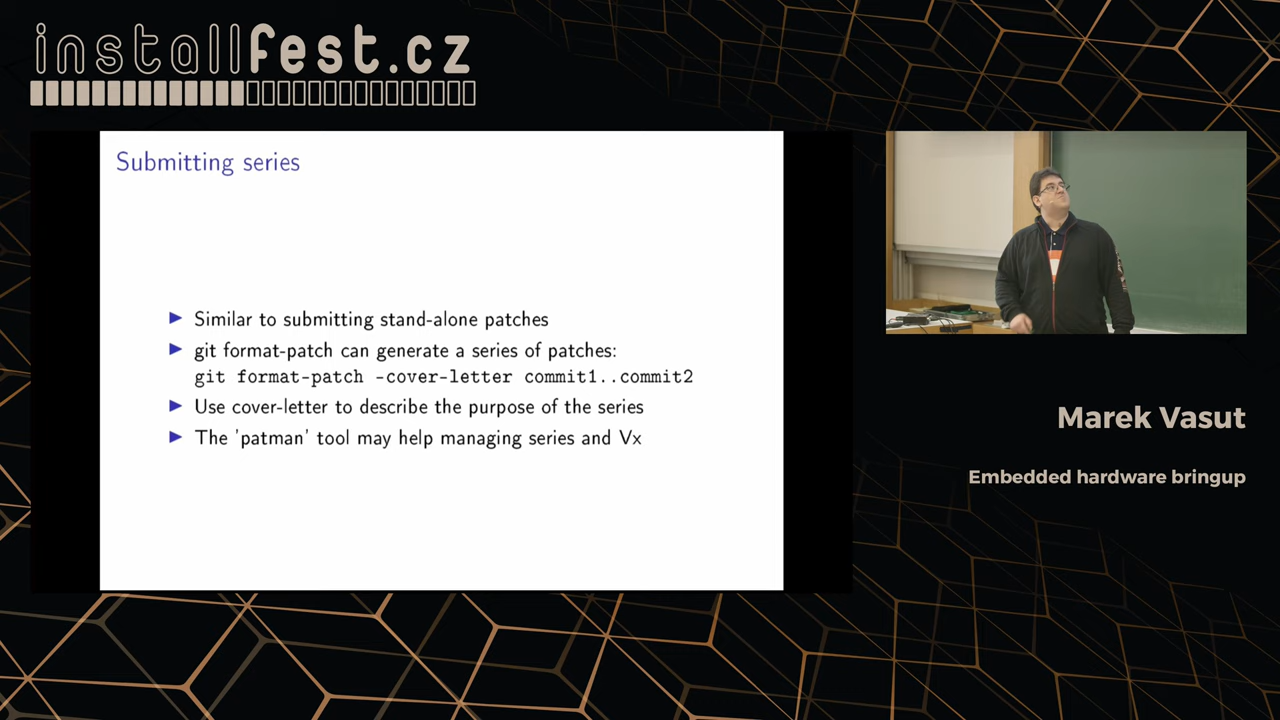 installfest.cz
Submitting series
Similar to submitting stand-alone patches
git format-patch can generate a series of patches:
git format-patch -cover-letter commit1..commit2
Use cover-letter to describe the purpose of the series
The 'patman' tool may help managing series and Vx
Marek Vasut
Embedded hardware bringup